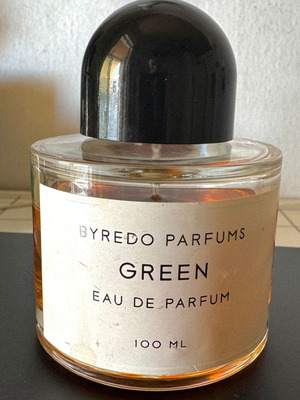 BYREDO PARFUMS
GREEN
EAU DE PARFUM
100 ML